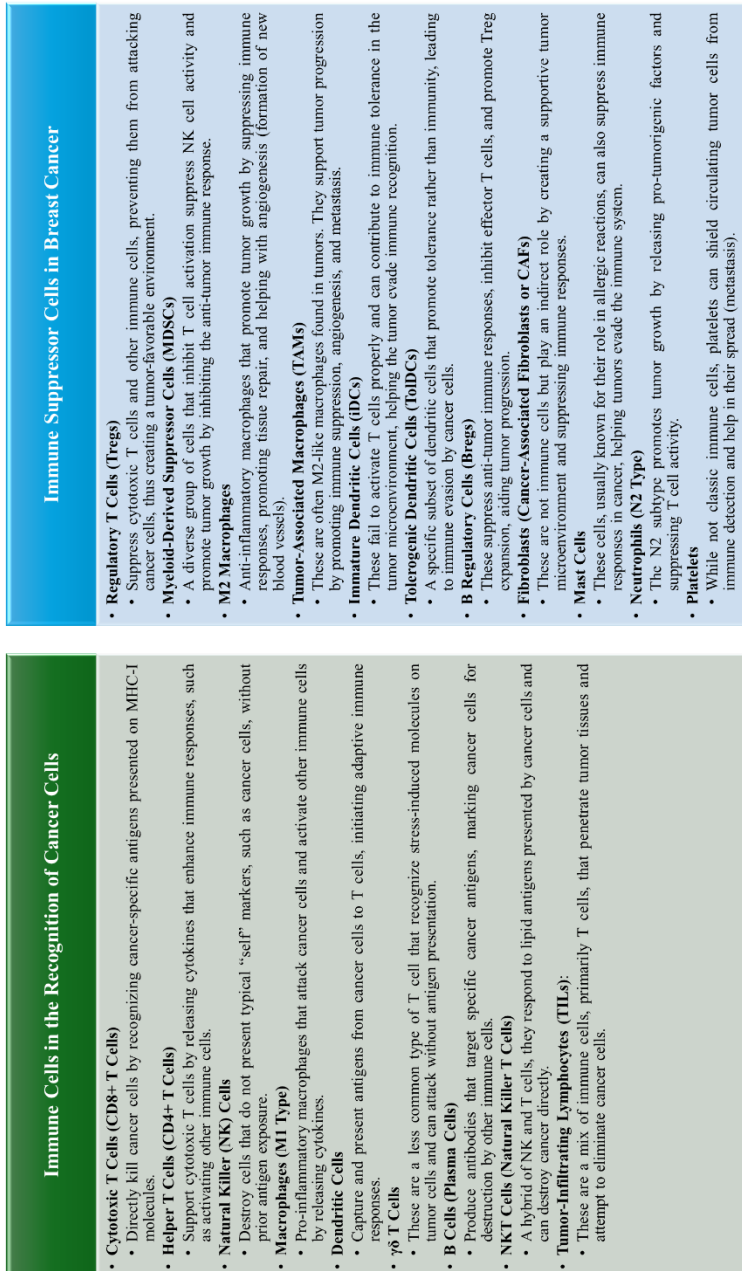 Immune Cells in the Recognition of Cancer Cells
• Cytotoxic T Cells (CD8+ T Cells)
• Directly kill cancer cells by recognizing cancer-specific antigens presented on MHC-I
molecules.
• Helper T Cells (CD4+ T Cells)
• Support cytotoxic T cells by releasing cytokines that enhance immune responses, such
as activating other immune cells.
• Natural Killer (NK) Cells
• Destroy cells that do not present typical “self” markers, such as cancer cells, without
prior antigen exposure.
• Macrophages (M1 Type)
• Pro-inflammatory macrophages that attack cancer cells and activate other immune cells
by releasing cytokines.
• Dendritic Cells
• Capture and present antigens from cancer cells to T cells, initiating adaptive immune
responses.
• γδ T Cells
• These are a less common type of T cell that recognize stress-induced molecules on
tumor cells and can attack without antigen presentation.
• B Cells (Plasma Cells)
• Produce antibodies that target specific cancer antigens, marking cancer cells for
destruction by other immune cells.
• NKT Cells (Natural Killer T Cells)
• A hybrid of NK and T cells, they respond to lipid antigens presented by cancer cells and
can destroy cancer directly.
• Tumor-Infiltrating Lymphocytes (TILs):
• These are a mix of immune cells, primarily T cells, that penetrate tumor tissues and
attempt to eliminate cancer cells.
Immune Suppressor Cells in Breast Cancer
• Regulatory T Cells (Tregs)
• Suppress cytotoxic T cells and other immune cells, preventing them from attacking
cancer cells, thus creating a tumor-favorable environment.
• Myeloid-Derived Suppressor Cells (MDSCs)
• A diverse group of cells that inhibit T cell activation suppress NK cell activity and
promote tumor growth by inhibiting the anti-tumor immune response.
• M2 Macrophages
• Anti-inflammatory macrophages that promote tumor growth by suppressing immune
responses, promoting tissue repair, and helping with angiogenesis (formation of new
blood vessels).
• Tumor-Associated Macrophages (TAMs)
• These are often M2-like macrophages found in tumors. They support tumor progression
by promoting immune suppression, angiogenesis, and metastasis.
• Immature Dendritic Cells (iDCs)
• These fail to activate T cells properly and can contribute to immune tolerance in the
tumor microenvironment, helping the tumor evade immune recognition.
• Tolerogenic Dendritic Cells (TolDCs)
• A specific subset of dendritic cells that promote tolerance rather than immunity, leading
to immune evasion by cancer cells.
• B Regulatory Cells (Bregs)
• These suppress anti-tumor immune responses, inhibit effector T cells, and promote Treg
expansion, aiding tumor progression.
• Fibroblasts (Cancer-Associated Fibroblasts or CAFs)
• These are not immune cells but play an indirect role by creating a supportive tumor
microenvironment and suppressing immune responses.
• Mast Cells
• These cells, usually known for their role in allergic reactions, can also suppress immune
responses in cancer, helping tumors evade the immune system.
• Neutrophils (N2 Type)
• The N2 subtype promotes tumor growth by releasing pro-tumorigenic factors and
suppressing T cell activity.
• Platelets
• While not classic immune cells, platelets can shield circulating tumor cells from
immune detection and help in their spread (metastasis).